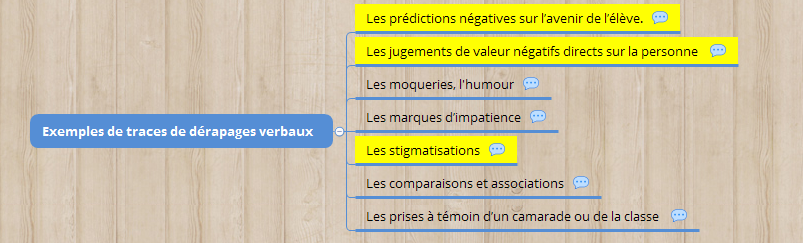 Les prédictions négatives sur l’avenir de l’élève.
Les jugements de valeur négatifs directs sur la personne
Les moqueries, l'humour
Les marques d’impatience
Exemples de traces de dérapages verbaux
Les stigmatisations
Les comparaisons et associations
Les prises à témoin d’un camarade ou de la classe